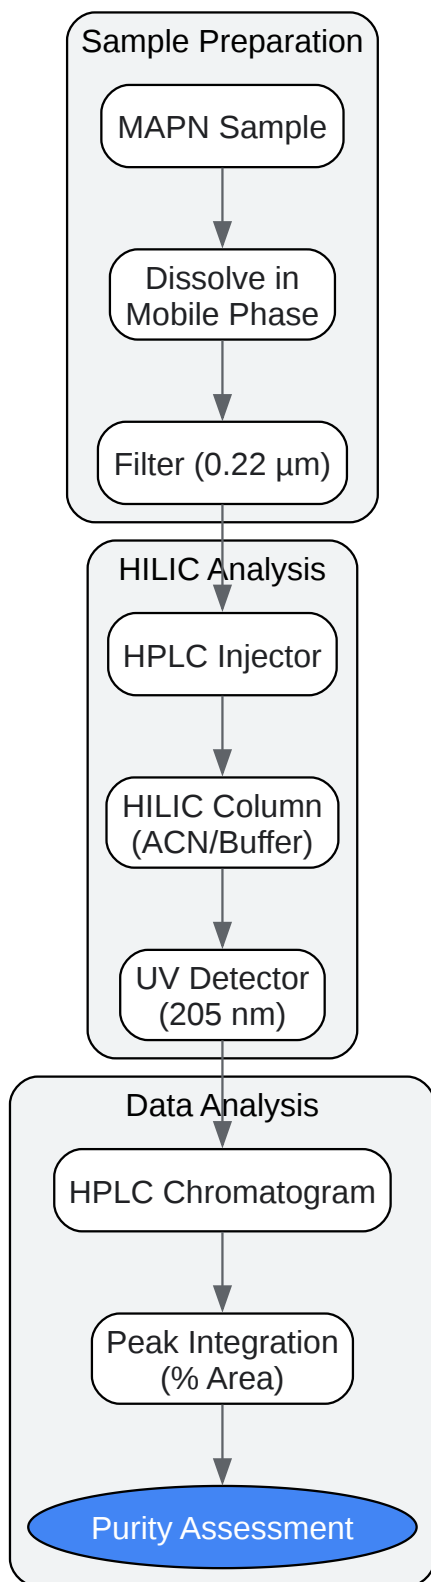 Sample Preparation
MAPN Sample
Dissolve in
Mobile Phase
Filter (0.22 µm)
HILIC Analysis
HPLC Injector
HILIC Column
(ACN/Buffer)
UV Detector
(205 nm)
Data Analysis
HPLC Chromatogram
Peak Integration
(% Area)
Purity Assessment